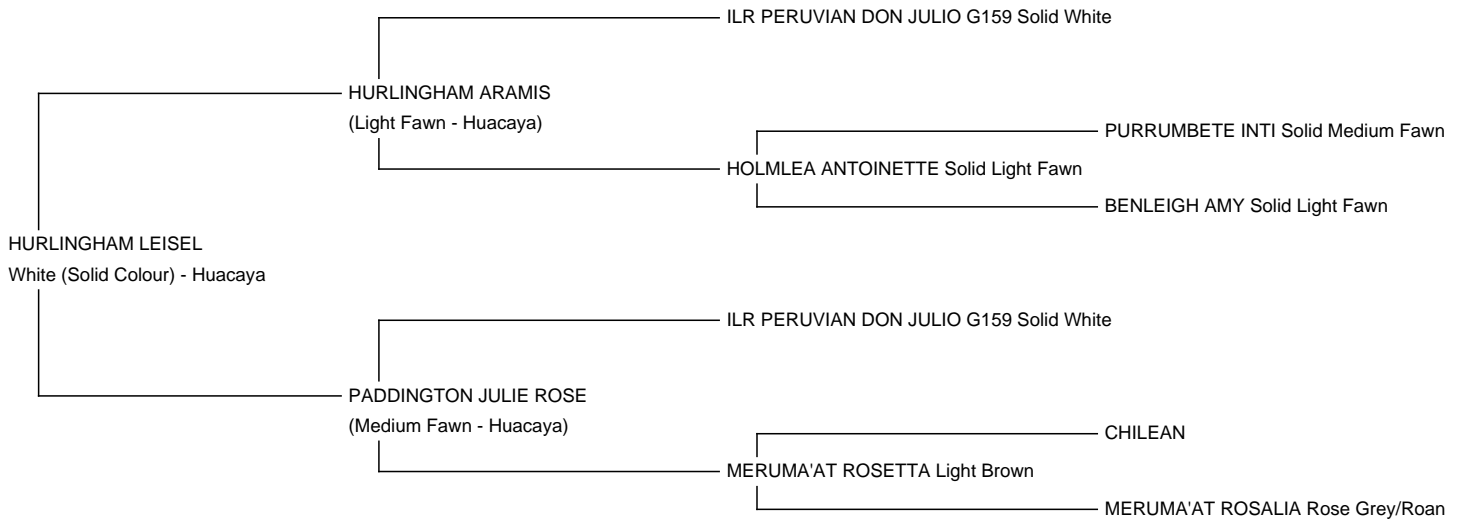 ILR PERUVIAN DON JULIO G159 Solid White
HURLINGHAM ARAMIS
(Light Fawn - Huacaya)
PURRUMBETE INTI Solid Medium Fawn
HOLMLEA ANTOINETTE Solid Light Fawn
BENLEIGH AMY Solid Light Fawn
HURLINGHAM LEISEL
White (Solid Colour) - Huacaya
ILR PERUVIAN DON JULIO G159 Solid White
PADDINGTON JULIE ROSE
(Medium Fawn - Huacaya)
CHILEAN
MERUMA'AT ROSETTA Light Brown
MERUMA'AT ROSALIA Rose Grey/Roan